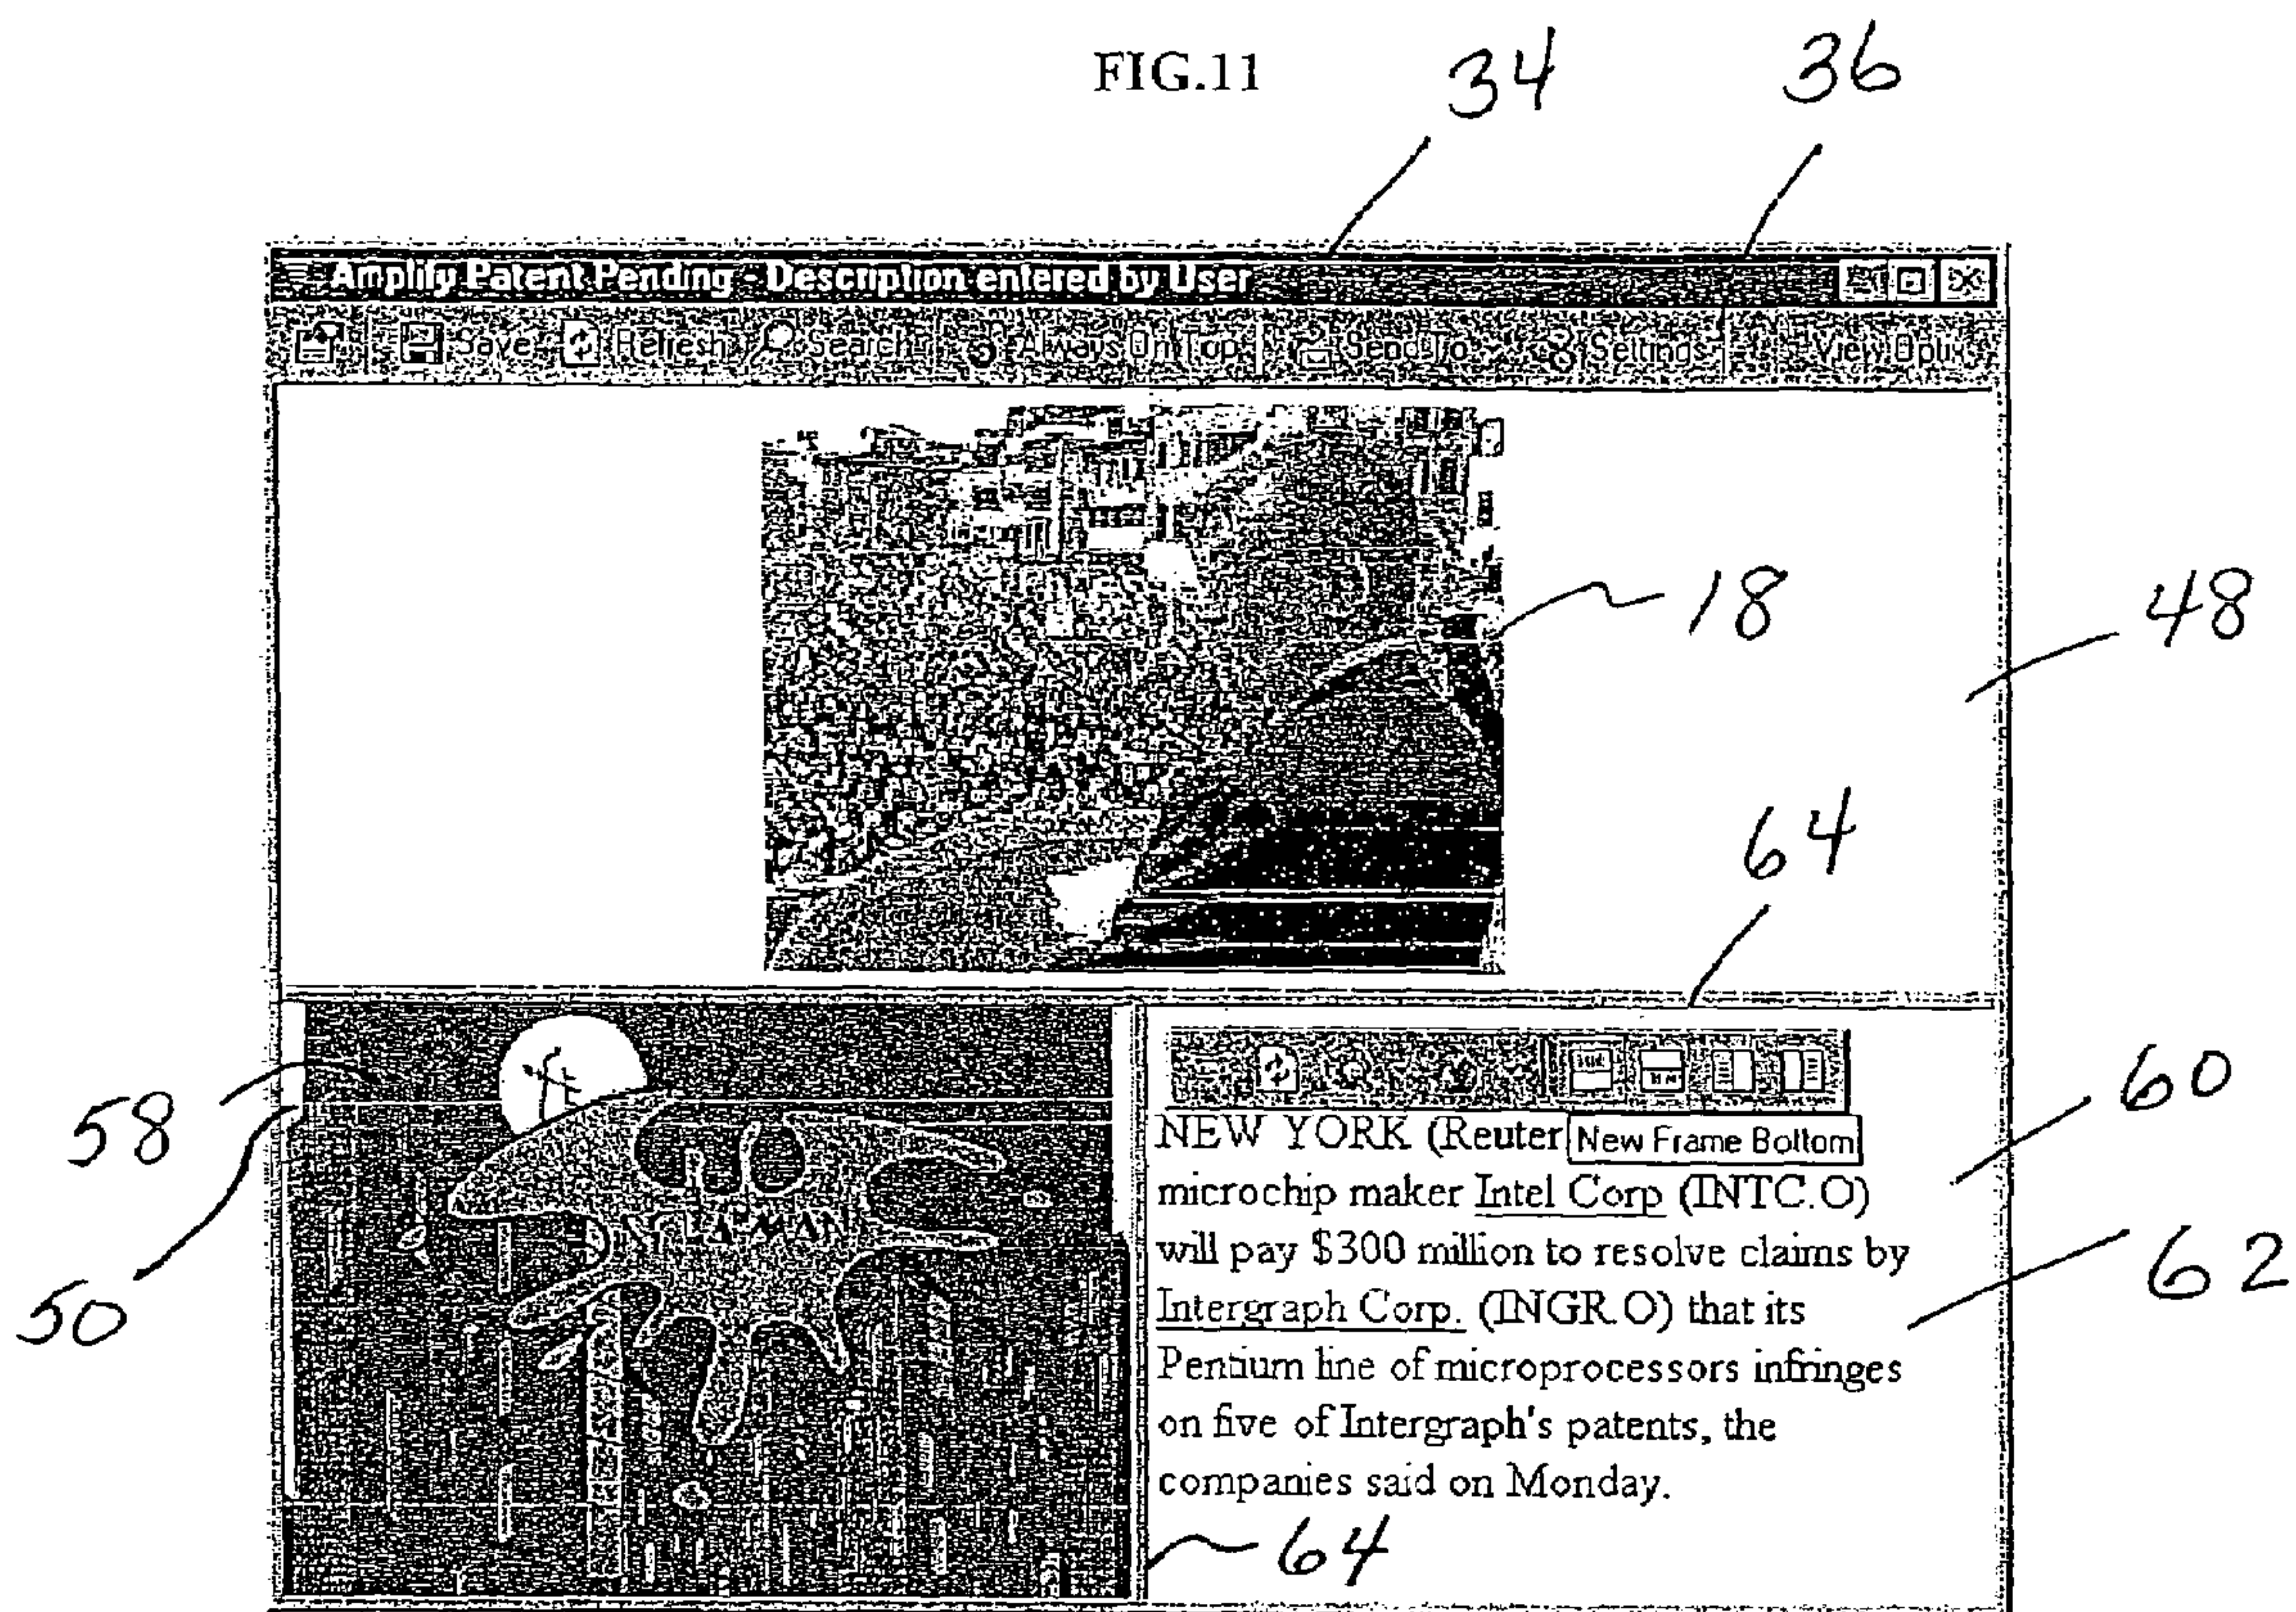 FIG.11
34
36
Amplify Patent Pending - Description entered by User
Save Refresh Search Always On Top Send To Settings View Optix
18
48
64
58
50
NEW YORK (Reuter New Frame Bottom
microchip maker Intel Corp (INTC.O)
will pay $300 million to resolve claims by
Intergraph Corp. (INGR.O) that its
Pentium line of microprocessors infringes
on five of Intergraph's patents, the
companies said on Monday.
60
62
64